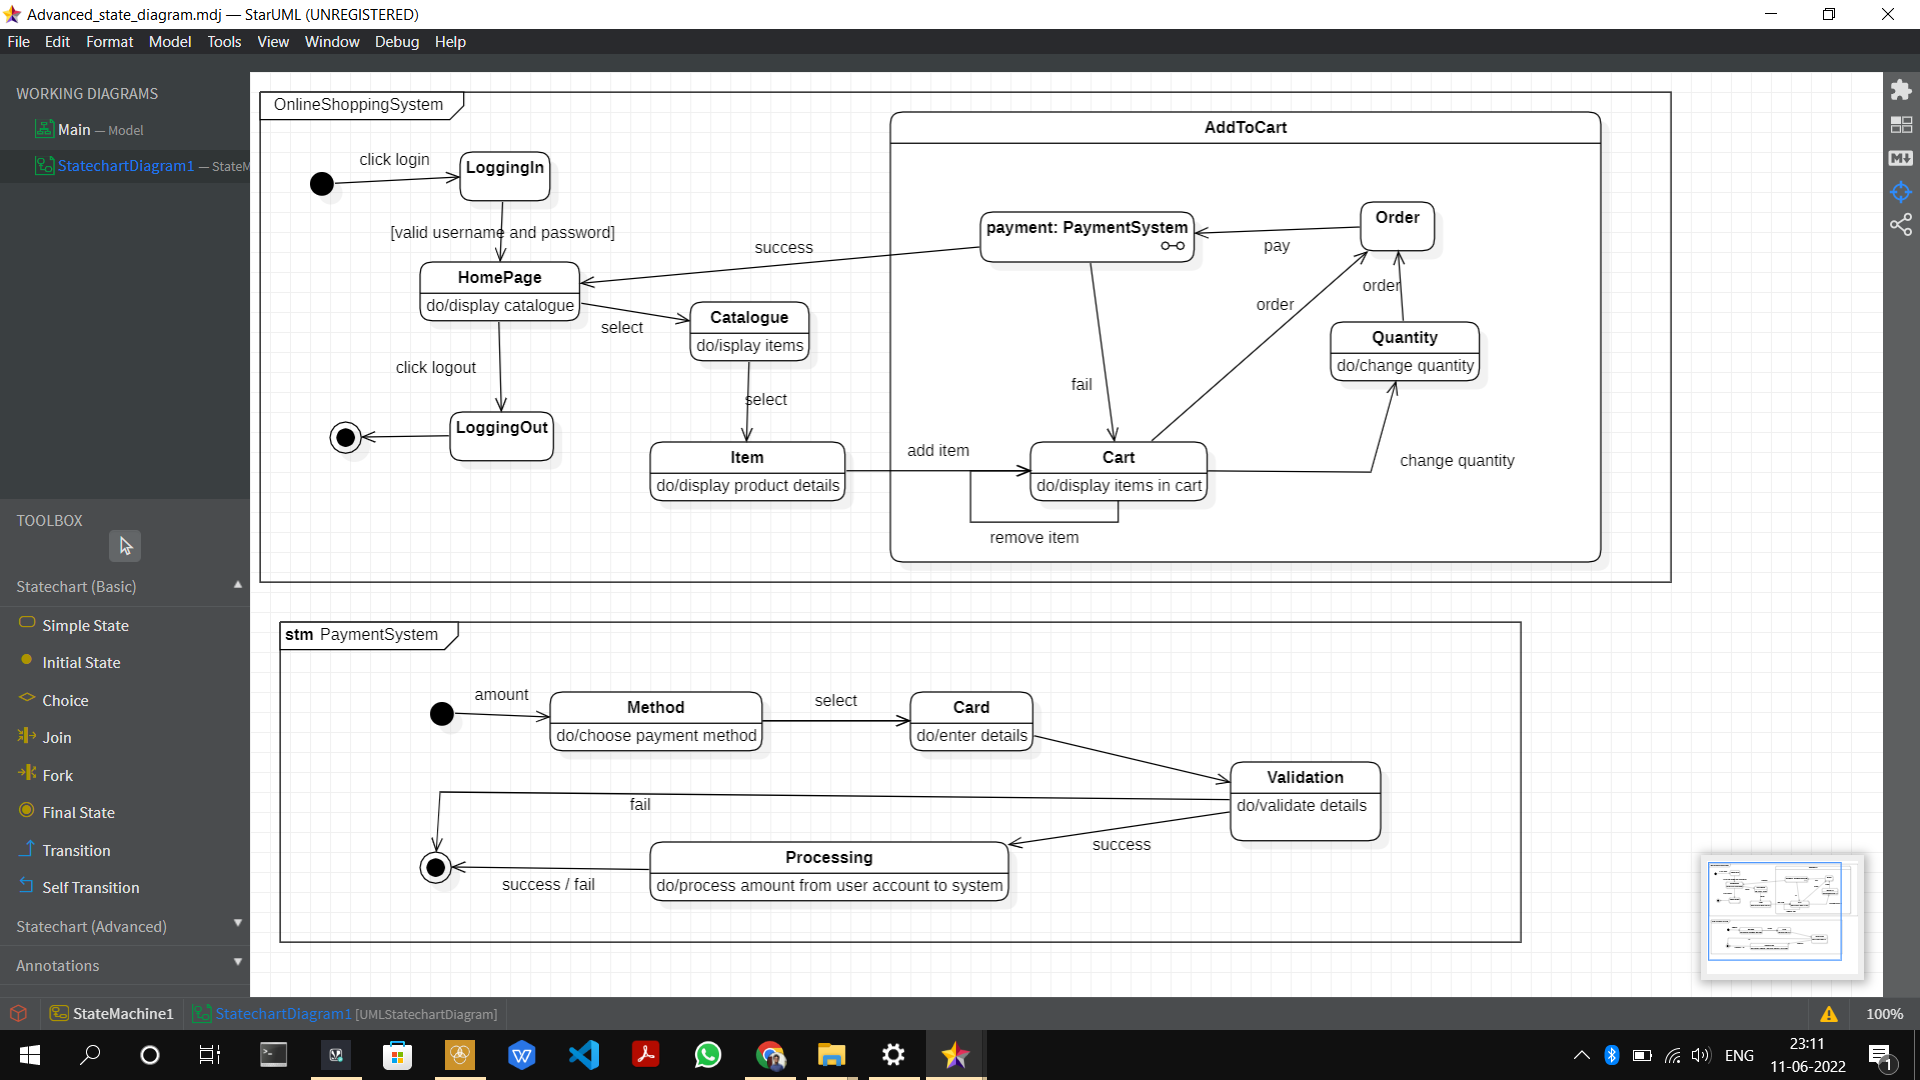 Advanced_state_diagram.mdj — StarUML (UNREGISTERED)
File Edit Format Model Tools View Window Debug Help
WORKING DIAGRAMS
Main — Model
StatechartDiagram1 — StateM
TOOLBOX
Statechart (Basic)
Simple State
Initial State
Choice
Join
Fork
Final State
Transition
Self Transition
Statechart (Advanced)
Annotations
OnlineShoppingSystem
click login
LoggingIn
[valid username and password]
HomePage
do/display catalogue
success
select
Catalogue
do/isplay items
click logout
select
LoggingOut
Item
do/display product details
add item
AddToCart
payment: PaymentSystem
pay
Order
order
order
Quantity
do/change quantity
fail
Cart
do/display items in cart
change quantity
remove item
stm PaymentSystem
amount
Method
do/choose payment method
select
Card
do/enter details
Validation
do/validate details
fail
success
Processing
do/process amount from user account to system
success / fail
M
StateMachine1
StatechartDiagram1 [UMLStatechartDiagram]
100%
W
ENG
23:11
11-06-2022
1